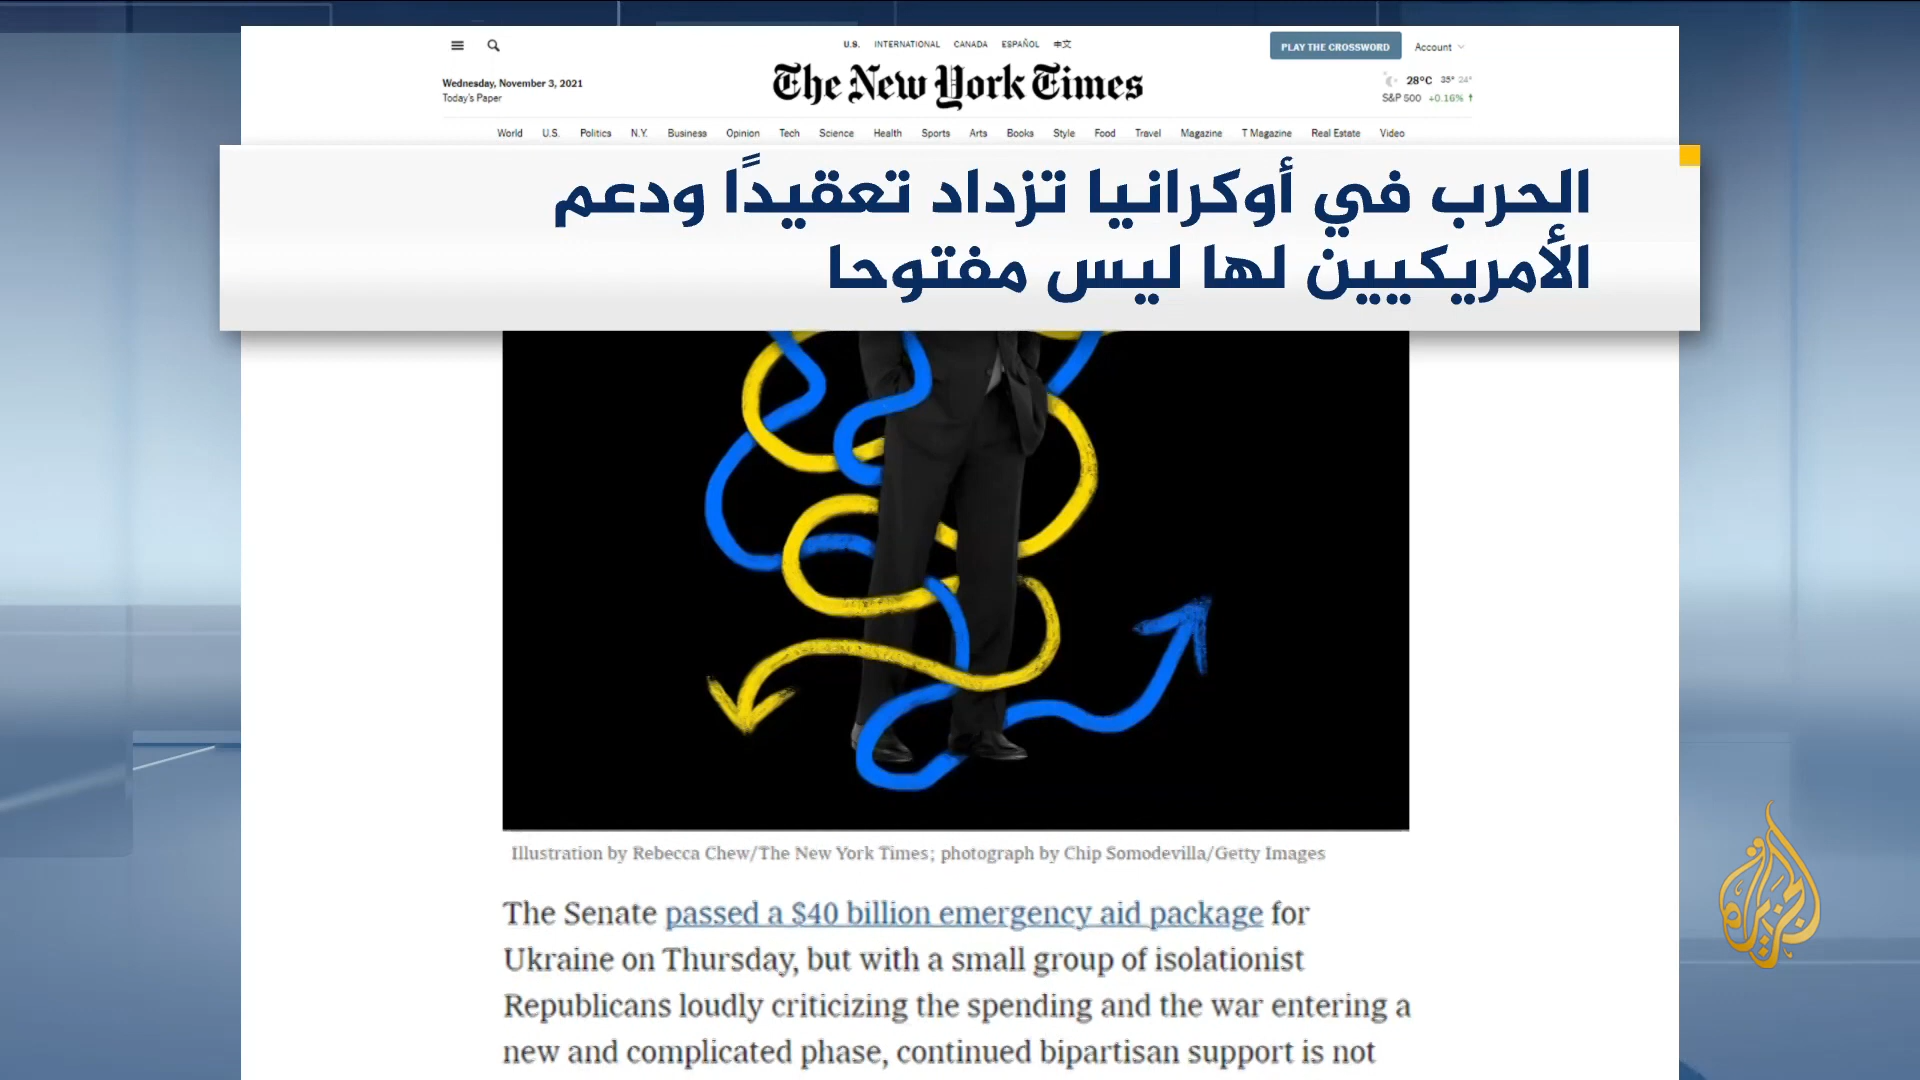 U.S. INTERNATIONAL CANADA ESPAÑOL 中文
PLAY THE CROSSWORD Account
Wednesday, November 3, 2021
Today's Paper
The New York Times
28°C 35° 24°
S&P 500 +0.16% ↑
World U.S. Politics N.Y. Business Opinion Tech Science Health Sports Arts Books Style Food Travel Magazine T Magazine Real Estate Video
الحرب في أوكرانيا تزداد تعقيدًا ودعم
الأمريكيين لها ليس مفتوحا
Illustration by Rebecca Chew/The New York Times; photograph by Chip Somodevilla/Getty Images
The Senate passed a $40 billion emergency aid package for
Ukraine on Thursday, but with a small group of isolationist
Republicans loudly criticizing the spending and the war entering a
new and complicated phase, continued bipartisan support is not
الجزيرة